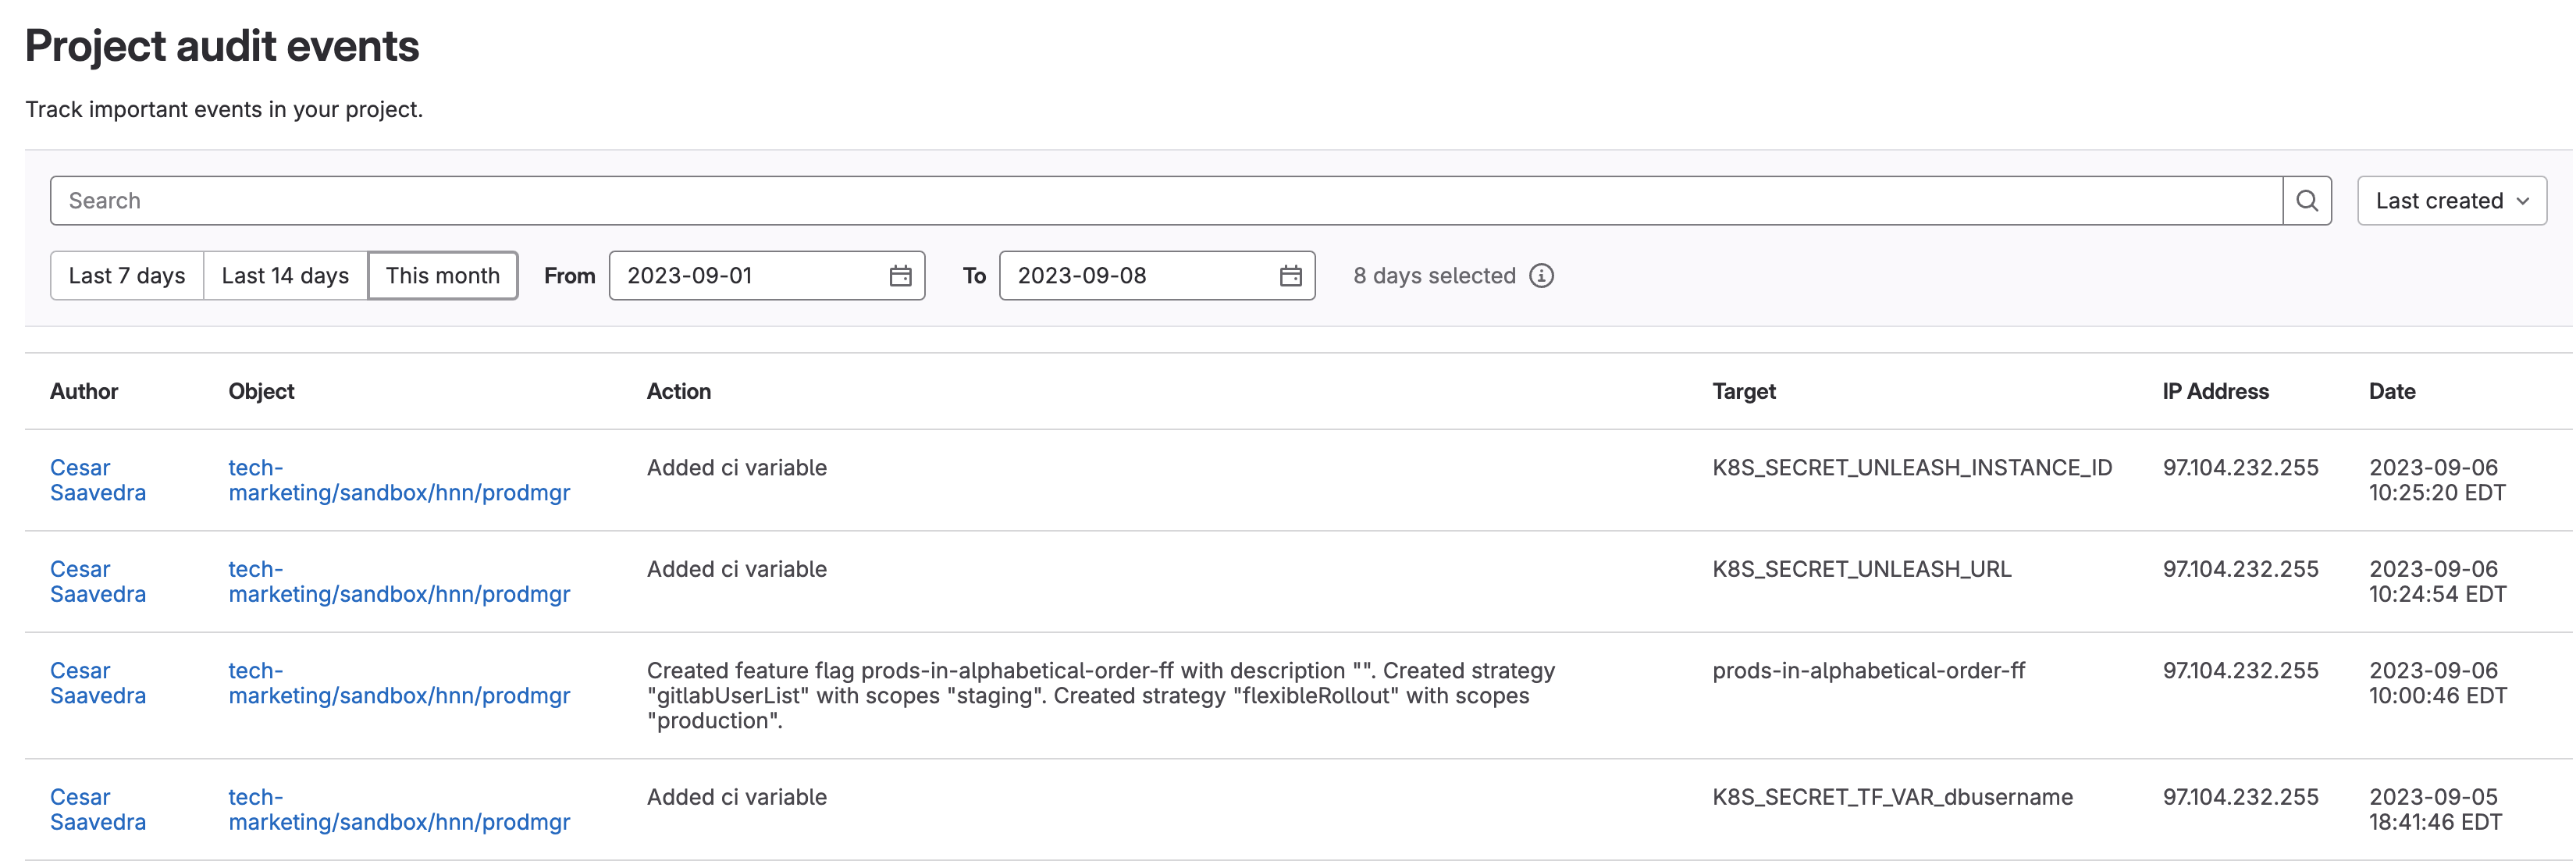 Project audit events
Track important events in your project.
Search
Last created
Last 7 days Last 14 days This month From 2023-09-01 To 2023-09-08 8 days selected
Author Object Action Target IP Address Date
Cesar tech- Added ci variable K8S_SECRET_UNLEASH_INSTANCE_ID 97.104.232.255 2023-09-06
Saavedra marketing/sandbox/hnn/prodmgr 10:25:20 EDT
Cesar tech- Added ci variable K8S_SECRET_UNLEASH_URL 97.104.232.255 2023-09-06
Saavedra marketing/sandbox/hnn/prodmgr 10:24:54 EDT
Cesar tech- Created feature flag prods-in-alphabetical-order-ff with description "". Created strategy prods-in-alphabetical-order-ff 97.104.232.255 2023-09-06
Saavedra marketing/sandbox/hnn/prodmgr "gitlabUserList" with scopes "staging". Created strategy "flexibleRollout" with scopes 10:00:46 EDT
"production".
Cesar tech- Added ci variable K8S_SECRET_TF_VAR_dbusername 97.104.232.255 2023-09-05
Saavedra marketing/sandbox/hnn/prodmgr 18:41:46 EDT